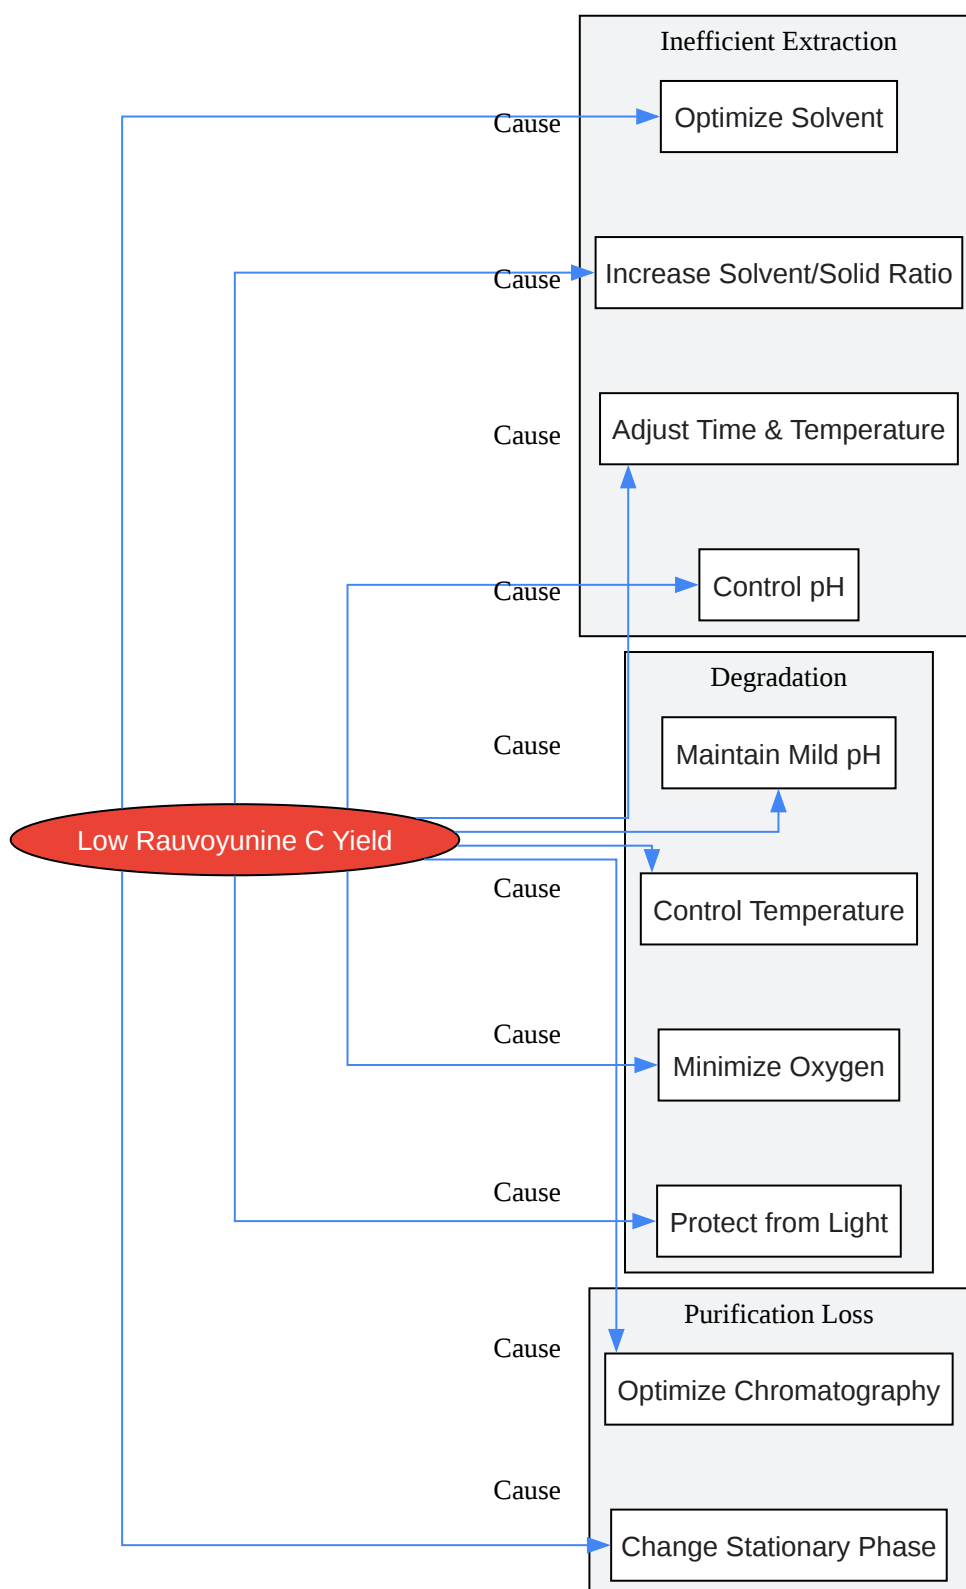 Inefficient Extraction
Cause
Optimize Solvent
Cause
Increase Solvent/Solid Ratio
Cause
Adjust Time & Temperature
Cause
Control pH
Degradation
Cause
Maintain Mild pH
Low Rauvoyunine C Yield
Cause
Control Temperature
Cause
Minimize Oxygen
Cause
Protect from Light
Purification Loss
Cause
Optimize Chromatography
Cause
Change Stationary Phase